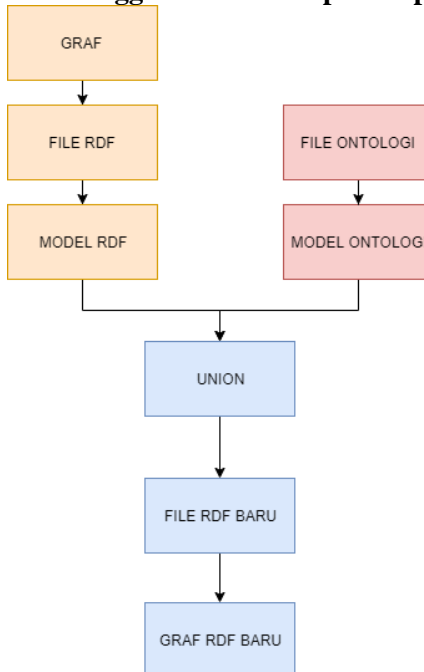 GRAF
FILE RDF
FILE ONTOLOGI
MODEL RDF
MODEL ONTOLOG
UNION
FILE RDF BARU
GRAF RDF BARU